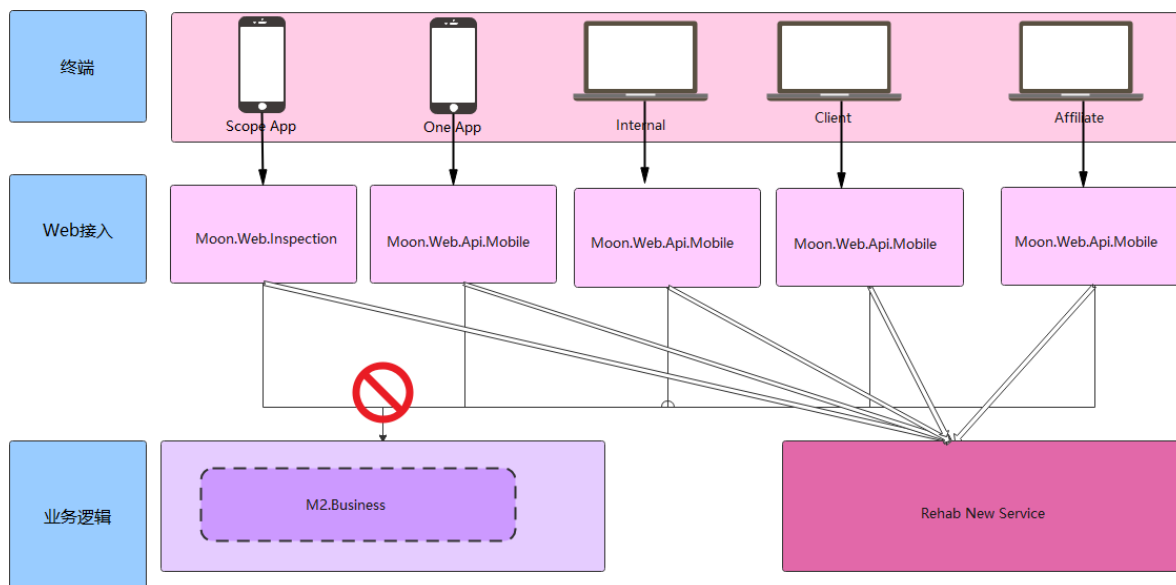 终端
Scope App
One App
Internal
Client
Affiliate
Web接入
Moon.Web.Inspection
Moon.Web.Api.Mobile
Moon.Web.Api.Mobile
Moon.Web.Api.Mobile
Moon.Web.Api.Mobile
业务逻辑
M2.Business
Rehab New Service